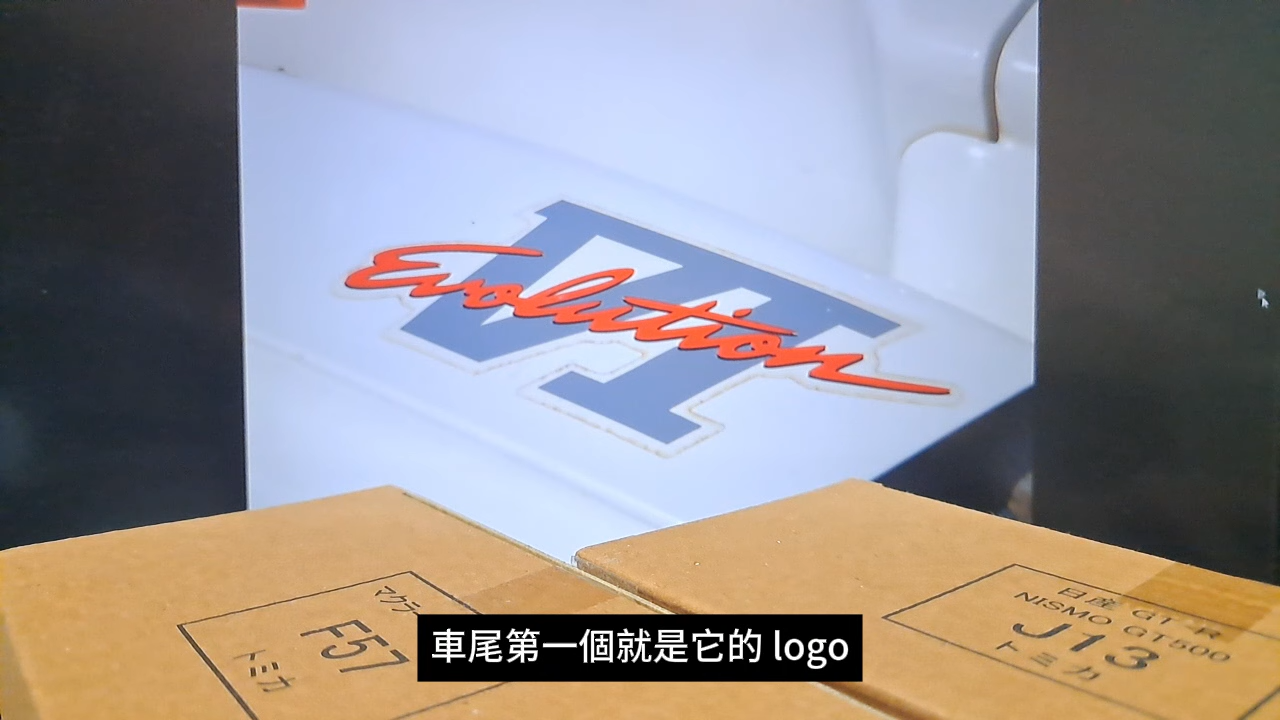 VI
Evolution
マクラー
F57
トミカ
日産 GT-R
NISMO GT500
J13
トミカ
車尾第一個就是它的 logo